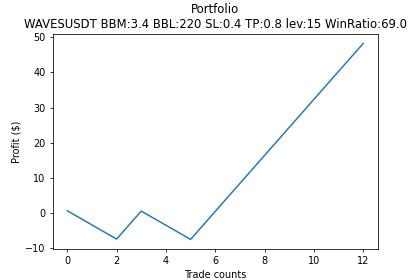 Portfolio
WAVESUSDT BBM:3.4 BBL:220 SL:0.4 TP:0.8 lev:15 WinRatio:69.0
50
40
30
20
10
0
−10
Profit ($)
0 2 4 6 8 10 12
Trade counts